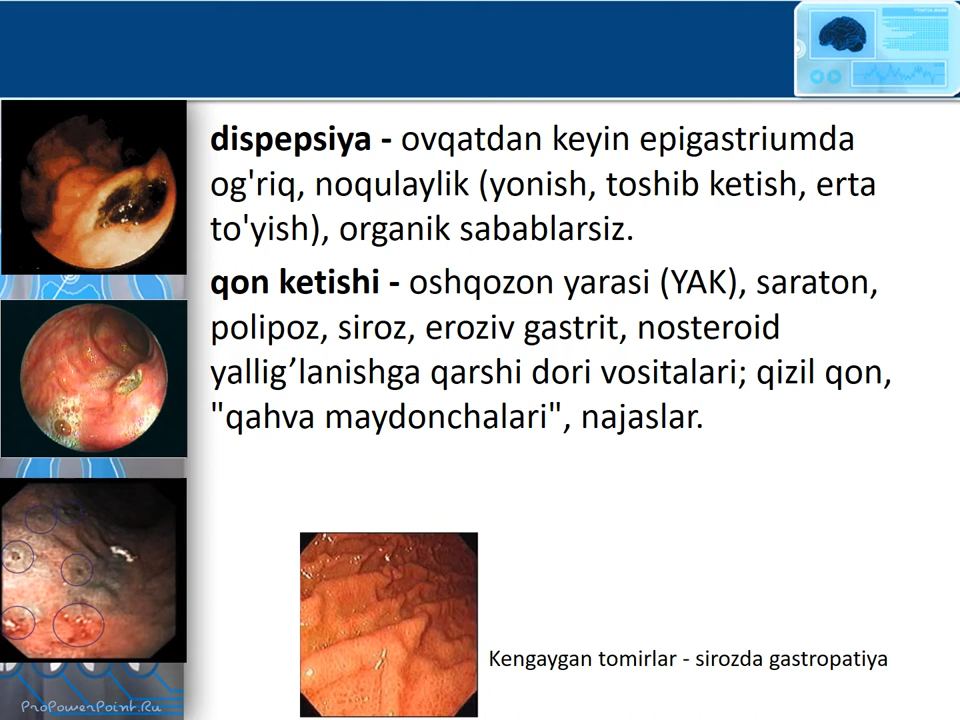 dispepsiya - ovqatdan keyin epigastriumda
og'riq, noqulaylik (yonish, toshib ketish, erta
to'yish), organik sabablarsiz.
qon ketishi - oshqozon yarasi (YAK), saraton,
polipoz, siroz, eroziv gastrit, nosteroid
yallig’lanishga qarshi dori vositalari; qizil qon,
"qahva maydonchalari", najaslar.
Kengaygan tomirlar - sirozda gastropatiya
ProPowerPoint.Ru